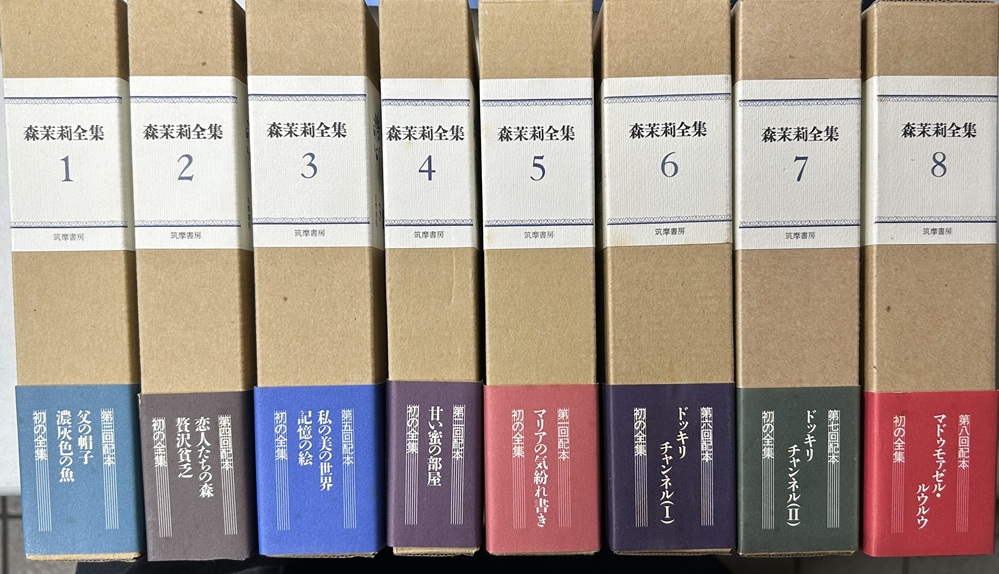 森茉莉全集
1
筑摩書房
第三回配本
父の帽子
濃灰色の魚
初の全集
森茉莉全集
2
筑摩書房
第四回配本
恋人たちの森
贅沢貧乏
初の全集
森茉莉全集
3
筑摩書房
第五回配本
私の美の世界
記憶の絵
初の全集
森茉莉全集
4
筑摩書房
第二回配本
甘い蜜の部屋
初の全集
森茉莉全集
5
筑摩書房
第一回配本
マリアの気紛れ書き
初の全集
森茉莉全集
6
筑摩書房
第六回配本
ドッキリ
チャンネル(I)
初の全集
森茉莉全集
7
筑摩書房
第七回配本
ドッキリ
チャンネル(II)
初の全集
森茉莉全集
8
筑摩書房
第八回配本
マドゥモァゼル・
ルウルウ
初の全集